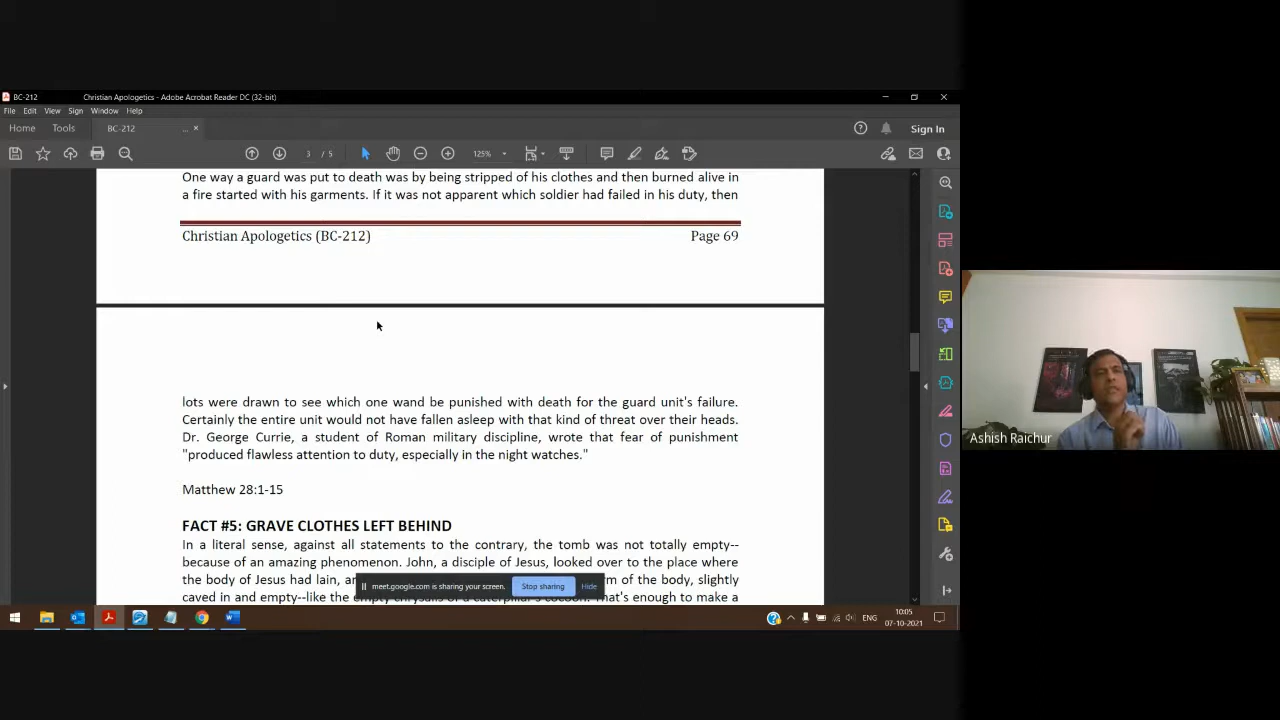 BC-212 Christian Apologetics - Adobe Acrobat Reader DC (32-bit)
File Edit View Sign Window Help
Home Tools BC-212 ... × Sign In
3 / 5 125%
One way a guard was put to death was by being stripped of his clothes and then burned alive in
a fire started with his garments. If it was not apparent which soldier had failed in his duty, then
Christian Apologetics (BC-212) Page 69
lots were drawn to see which one wand be punished with death for the guard unit's failure.
Certainly the entire unit would not have fallen asleep with that kind of threat over their heads.
Dr. George Currie, a student of Roman military discipline, wrote that fear of punishment
"produced flawless attention to duty, especially in the night watches."
Matthew 28:1-15
FACT #5: GRAVE CLOTHES LEFT BEHIND
In a literal sense, against all statements to the contrary, the tomb was not totally empty--
because of an amazing phenomenon. John, a disciple of Jesus, looked over to the place where
the body of Jesus had lain, of the body, slightly
caved in and empty--like the empty chrysalis of a caterpillar's cocoon. That's enough to make a
meet.google.com is sharing your screen. Stop sharing Hide
Ashish Raichur
ENG 10:05
07-10-2021